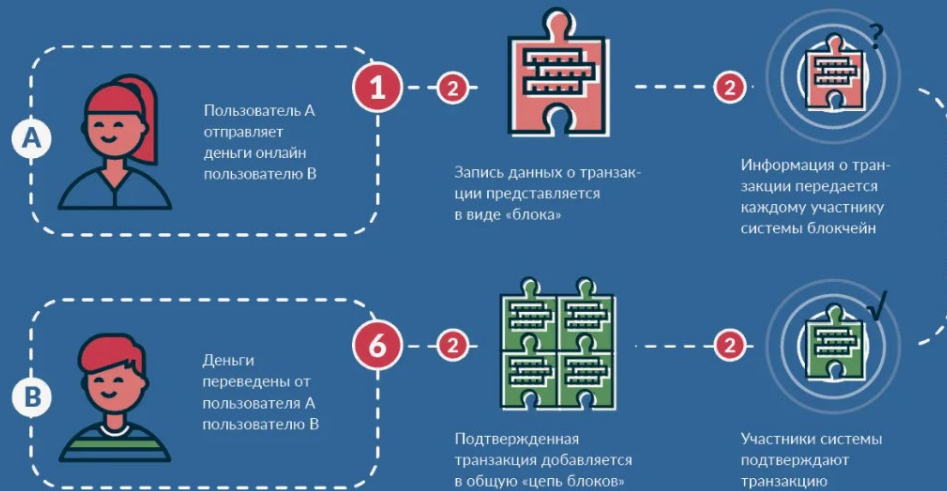 A
Пользователь А
отправляет
деньги онлайн
пользователю В
1
2
Запись данных о транзак-
ции представляется
в виде «блока»
2
?
Информация о тран-
закции передается
каждому участнику
системы блокчейн
B
Деньги
переведены от
пользователя А
пользователю В
6
2
Подтвержденная
транзакция добавляется
в общую «цепь блоков»
2
√
Участники системы
подтверждают
транзакцию